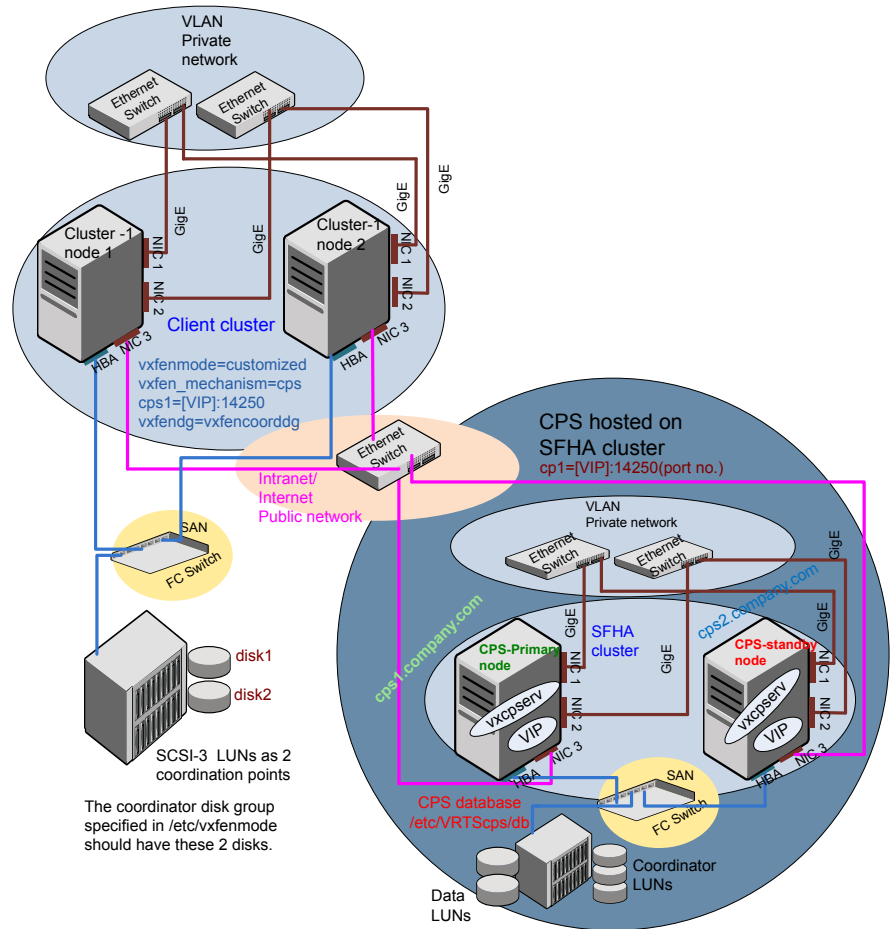 VLAN
Private
network
Ethernet
Switch
Ethernet
Switch
GigE
GigE
GigE
GigE
Cluster -1
node 1
NIC 1
NIC 2
HBA
NIC 3
Cluster-1
node 2
NIC 1
NIC 2
HBA
NIC 3
Client cluster
vxfenmode=customized
vxfen_mechanism=cps
cps1=[VIP]:14250
vxfendg=vxfencoorddg
Ethernet
Switch
Intranet/
Internet
Public network
SAN
FC Switch
disk1
disk2
SCSI-3 LUNs as 2
coordination points
The coordinator disk group
specified in /etc/vxfenmode
should have these 2 disks.
CPS hosted on
SFHA cluster
cp1=[VIP]:14250(port no.)
VLAN
Private network
Ethernet
Switch
Ethernet
Switch
GigE
GigE
GigE
GigE
cps1.company.com
cps2.company.com
SFHA
cluster
CPS-Primary
node
vxcpserv
VIP
NIC 1
NIC 2
HBA
NIC 3
CPS-standby
node
vxcpserv
VIP
NIC 1
NIC 2
HBA
NIC 3
SAN
FC Switch
CPS database
/etc/VRTScps/db
Data
LUNs
Coordinator
LUNs